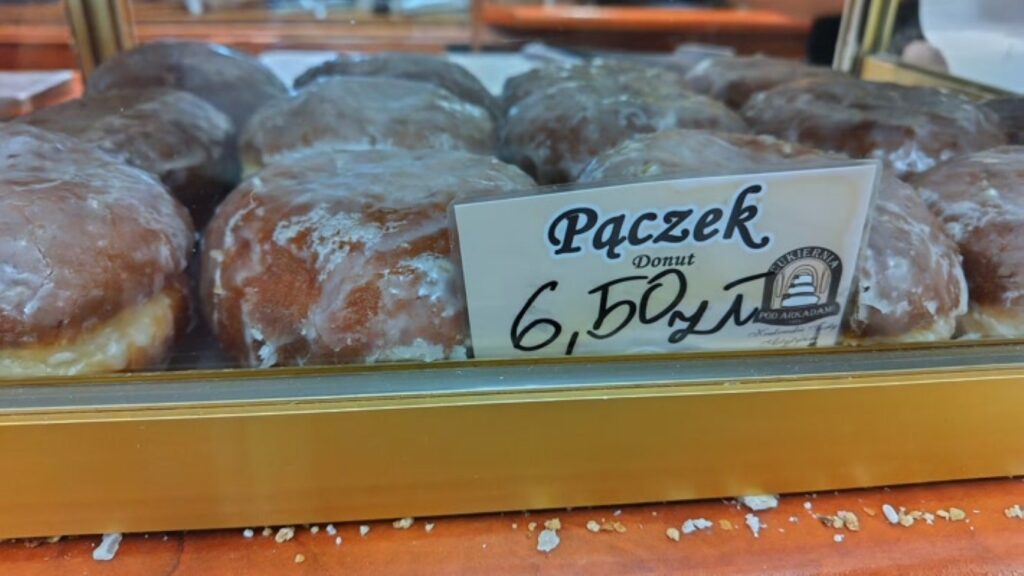 Pączek
Donut
6,50zł
CUKIERNIA
POD ARKADAMI